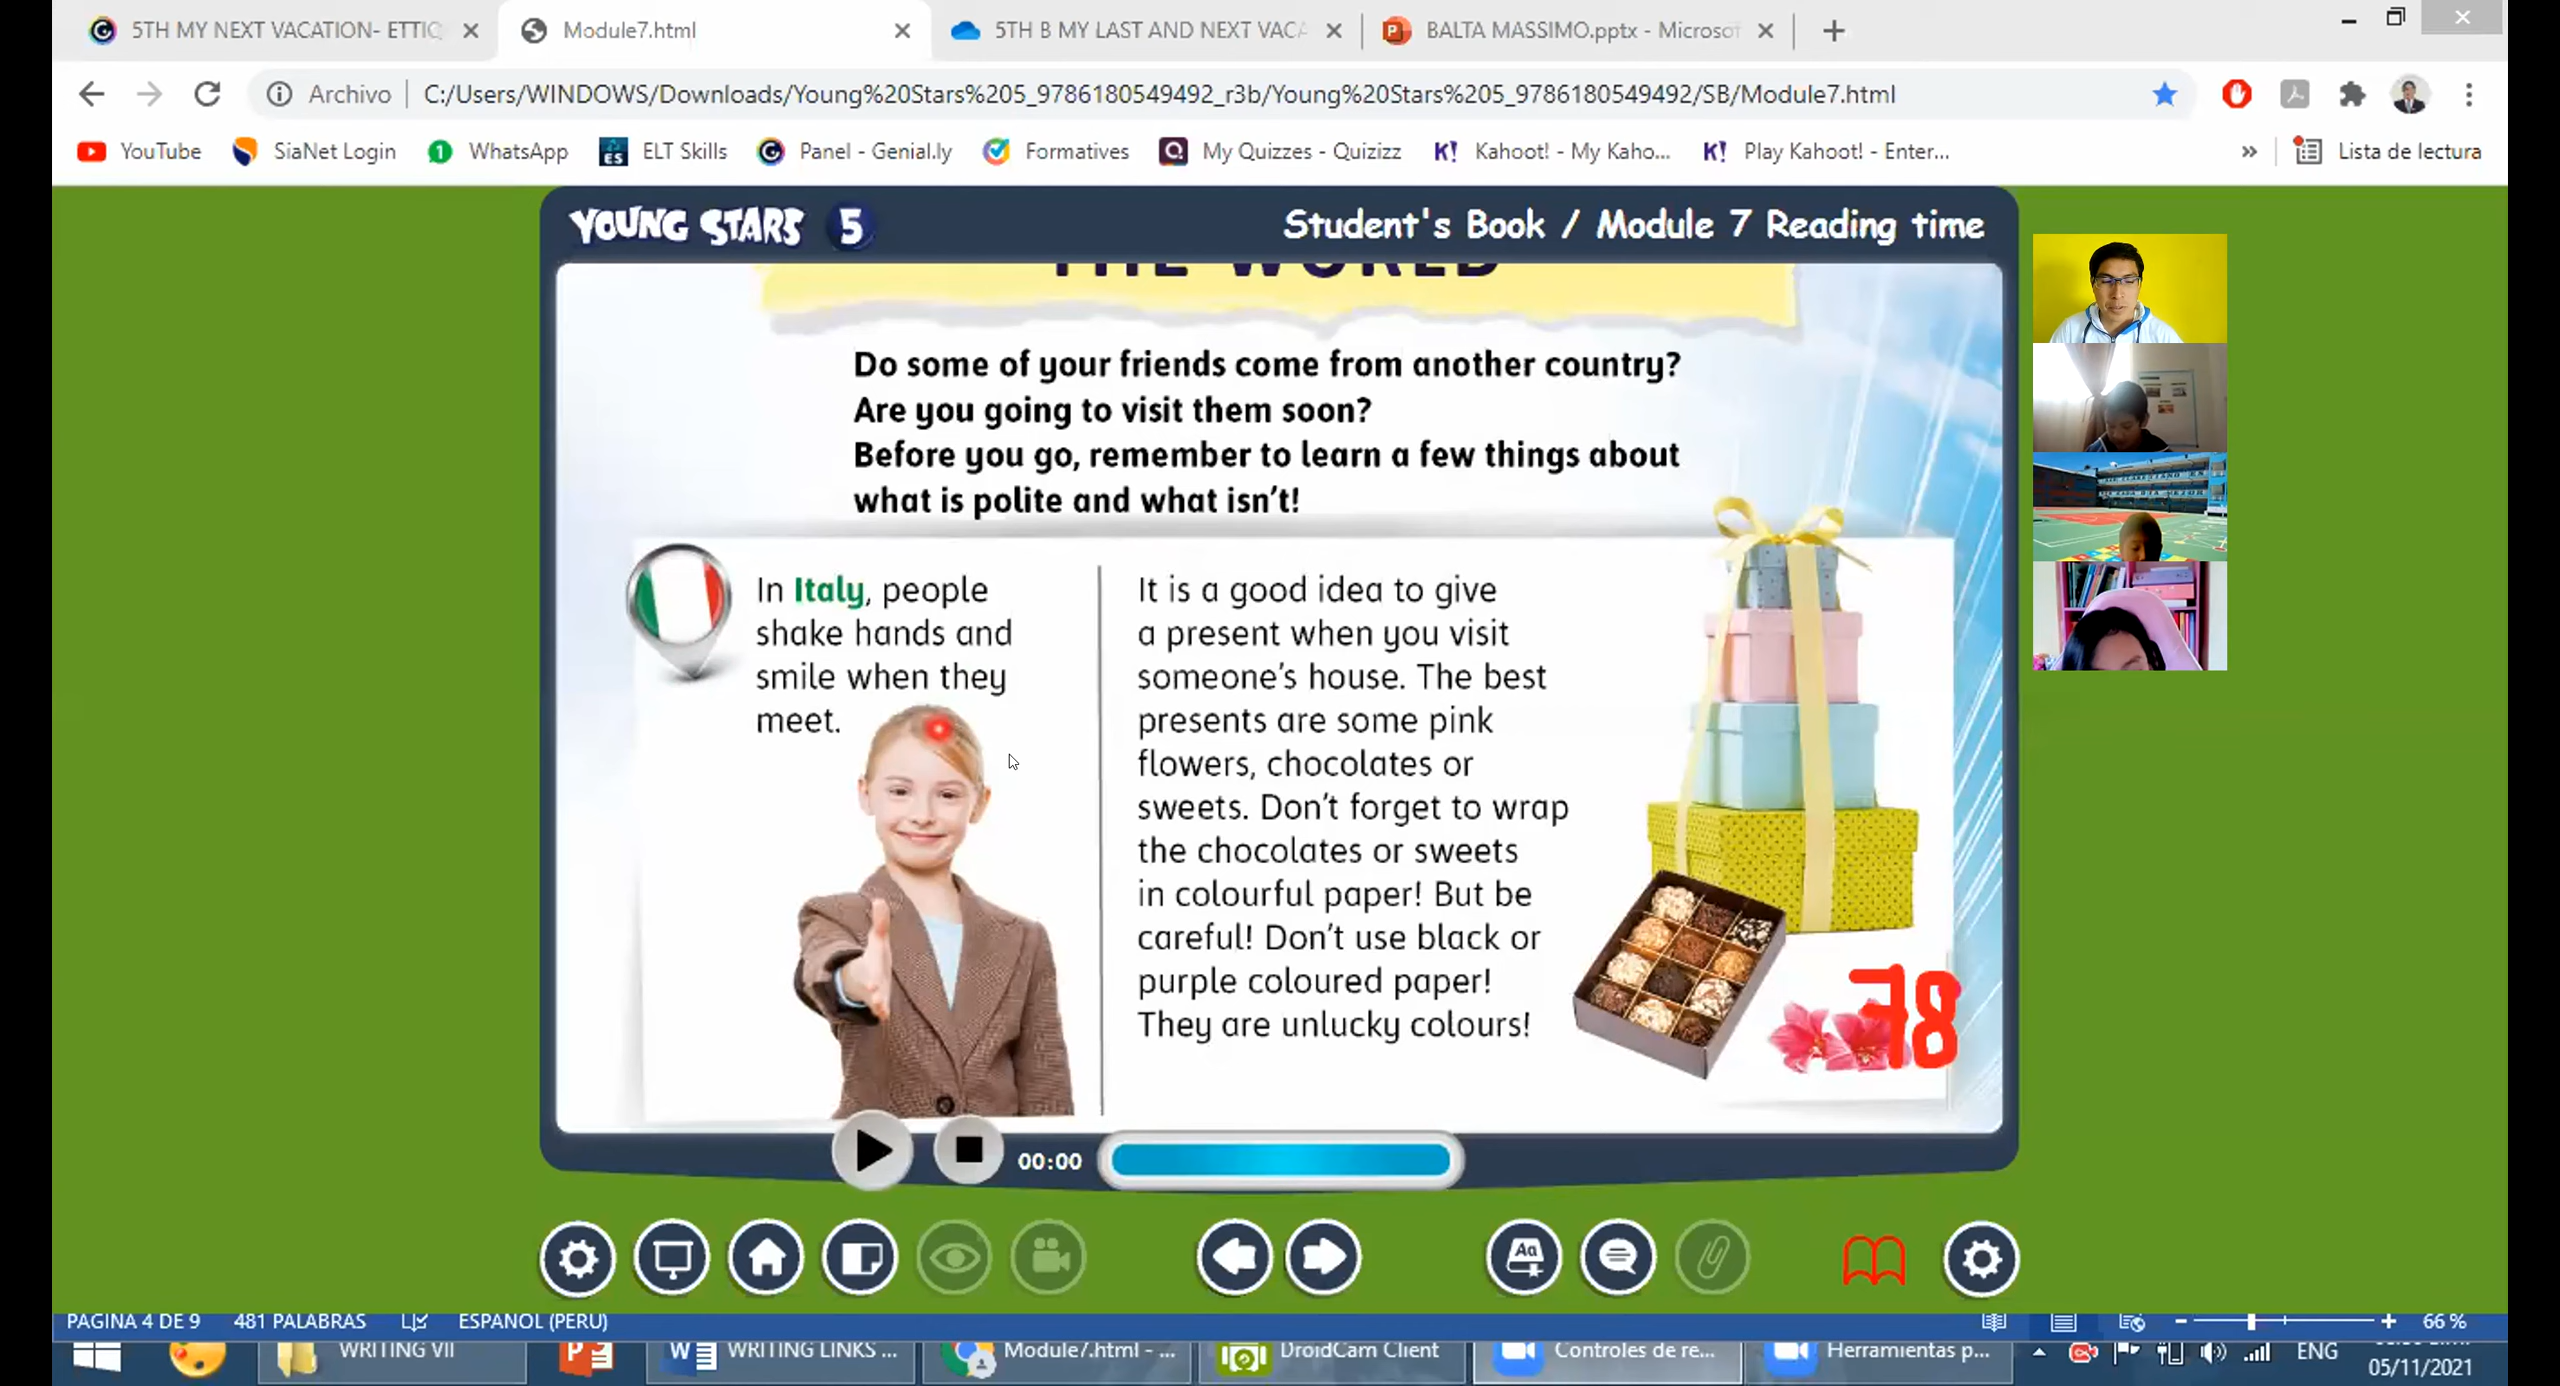 5TH MY NEXT VACATION- ETTIQ
Module7.html
5TH B MY LAST AND NEXT VACA
BALTA MASSIMO.pptx - Microsof
Archivo
C:/Users/WINDOWS/Downloads/Young%20Stars%205_9786180549492_r3b/Young%20Stars%205_9786180549492/SB/Module7.html
YouTube
SiaNet Login
1 WhatsApp
ES ELT Skills
Panel - Genial.ly
Formatives
My Quizzes - Quizizz
K! Kahoot! - My Kaho...
K! Play Kahoot! - Enter...
»
Lista de lectura
YOUNG STARS 5
Student's Book / Module 7 Reading time
THE WORLD
Do some of your friends come from another country?
Are you going to visit them soon?
Before you go, remember to learn a few things about
what is polite and what isn't!
In Italy, people
shake hands and
smile when they
meet.
It is a good idea to give
a present when you visit
someone's house. The best
presents are some pink
flowers, chocolates or
sweets. Don't forget to wrap
the chocolates or sweets
in colourful paper! But be
careful! Don't use black or
purple coloured paper!
They are unlucky colours!
78
00:00
Aa
PÁGINA 4 DE 9
481 PALABRAS
ESPAÑOL (PERÚ)
66 %
WRITING VII
WRITING LINKS ...
Module7.html - ...
DroidCam Client
Controles de re...
Herramientas p...
ENG
05/11/2021